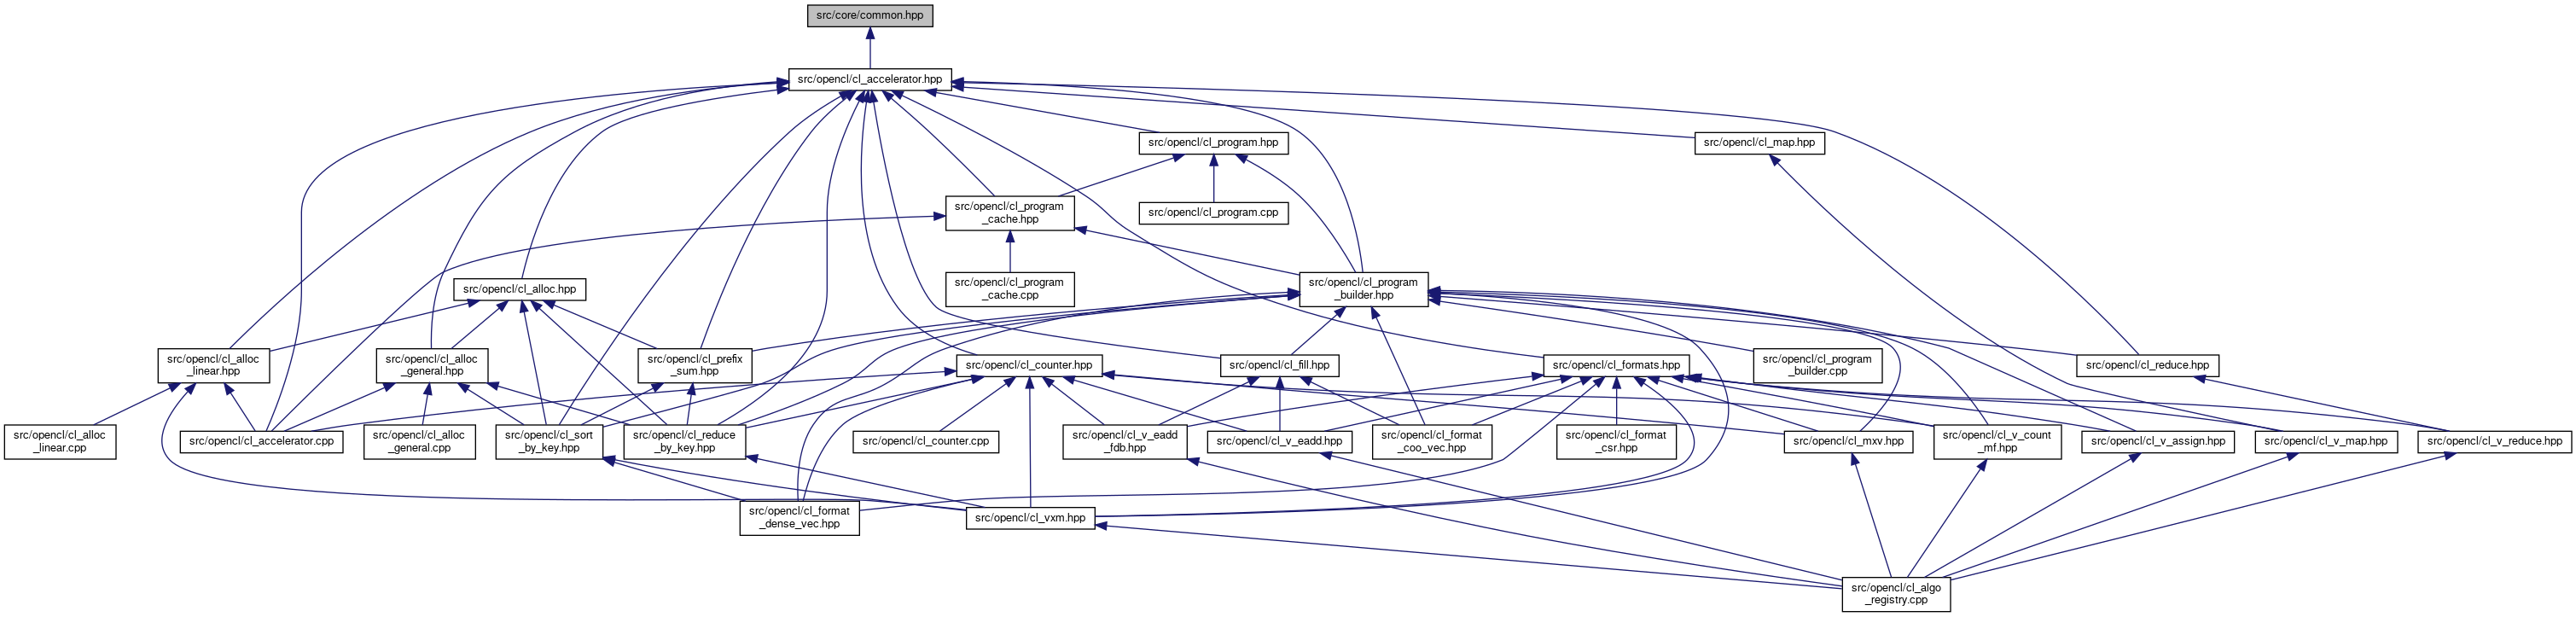 src/core/common.hpp
src/opencl/cl_accelerator.hpp
src/opencl/cl_program.hpp
src/opencl/cl_map.hpp
src/opencl/cl_program
_cache.hpp
src/opencl/cl_program.cpp
src/opencl/cl_alloc.hpp
src/opencl/cl_program
_cache.cpp
src/opencl/cl_program
_builder.hpp
src/opencl/cl_alloc
_linear.hpp
src/opencl/cl_alloc
_general.hpp
src/opencl/cl_prefix
_sum.hpp
src/opencl/cl_counter.hpp
src/opencl/cl_fill.hpp
src/opencl/cl_formats.hpp
src/opencl/cl_program
_builder.cpp
src/opencl/cl_reduce.hpp
src/opencl/cl_alloc
_linear.cpp
src/opencl/cl_accelerator.cpp
src/opencl/cl_alloc
_general.cpp
src/opencl/cl_sort
_by_key.hpp
src/opencl/cl_reduce
_by_key.hpp
src/opencl/cl_counter.cpp
src/opencl/cl_v_eadd
_fdb.hpp
src/opencl/cl_v_eadd.hpp
src/opencl/cl_format
_coo_vec.hpp
src/opencl/cl_format
_csr.hpp
src/opencl/cl_mxv.hpp
src/opencl/cl_v_count
_mf.hpp
src/opencl/cl_v_assign.hpp
src/opencl/cl_v_map.hpp
src/opencl/cl_v_reduce.hpp
src/opencl/cl_format
_dense_vec.hpp
src/opencl/cl_vxm.hpp
src/opencl/cl_algo
_registry.cpp